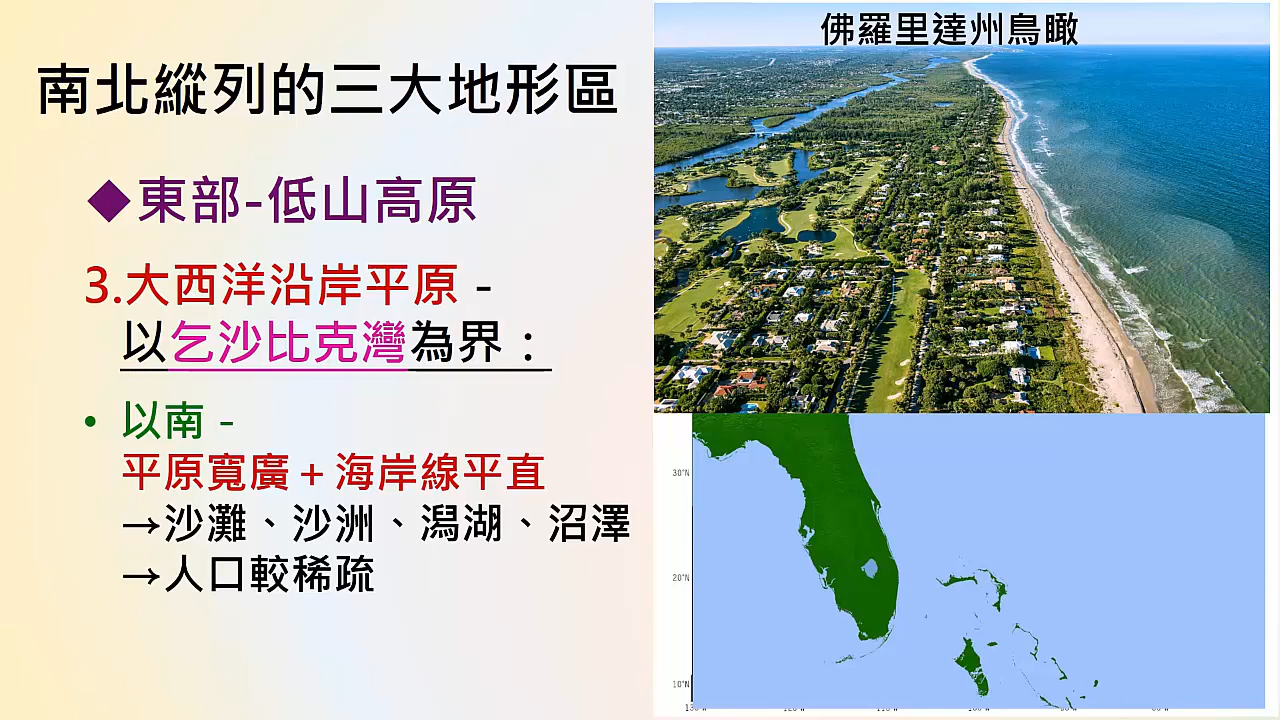 南北縱列的三大地形區
◆東部-低山高原
3.大西洋沿岸平原 -
以乞沙比克灣為界：
• 以南 -
平原寬廣＋海岸線平直
→沙灘、沙洲、潟湖、沼澤
→人口較稀疏
佛羅里達州鳥瞰
30°N
20°N
10°N